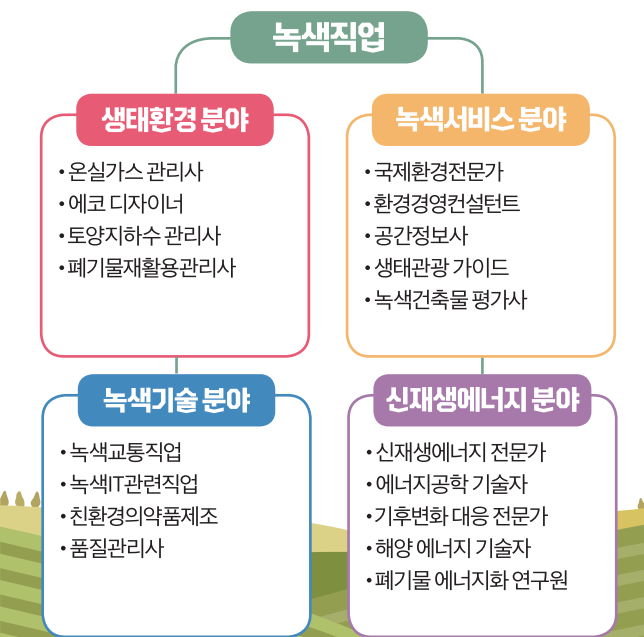 녹색직업
생태환경 분야
• 온실가스 관리사
• 에코 디자이너
• 토양지하수 관리사
• 폐기물재활용관리사
녹색서비스 분야
• 국제환경전문가
• 환경경영컨설턴트
• 공간정보사
• 생태관광 가이드
• 녹색건축물 평가사
녹색기술 분야
• 녹색교통직업
• 녹색IT관련직업
• 친환경의약품제조
• 품질관리사
신재생에너지 분야
• 신재생에너지 전문가
• 에너지공학 기술자
• 기후변화 대응 전문가
• 해양 에너지 기술자
• 폐기물 에너지화 연구원